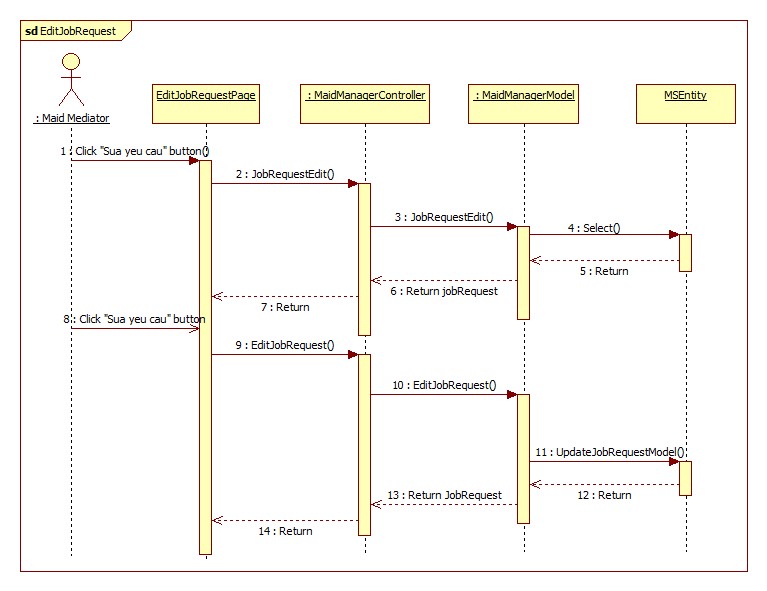 sd EditJobRequest
: Maid Mediator
EditJobRequestPage
: MaidManagerController
: MaidManagerModel
MSEntity
1 : Click "Sua yeu cau" button()
2 : JobRequestEdit()
3 : JobRequestEdit()
4 : Select()
5 : Return
6 : Return jobRequest
7 : Return
8 : Click "Sua yeu cau" button
9 : EditJobRequest()
10 : EditJobRequest()
11 : UpdateJobRequestModel()
12 : Return
13 : Return JobRequest
14 : Return